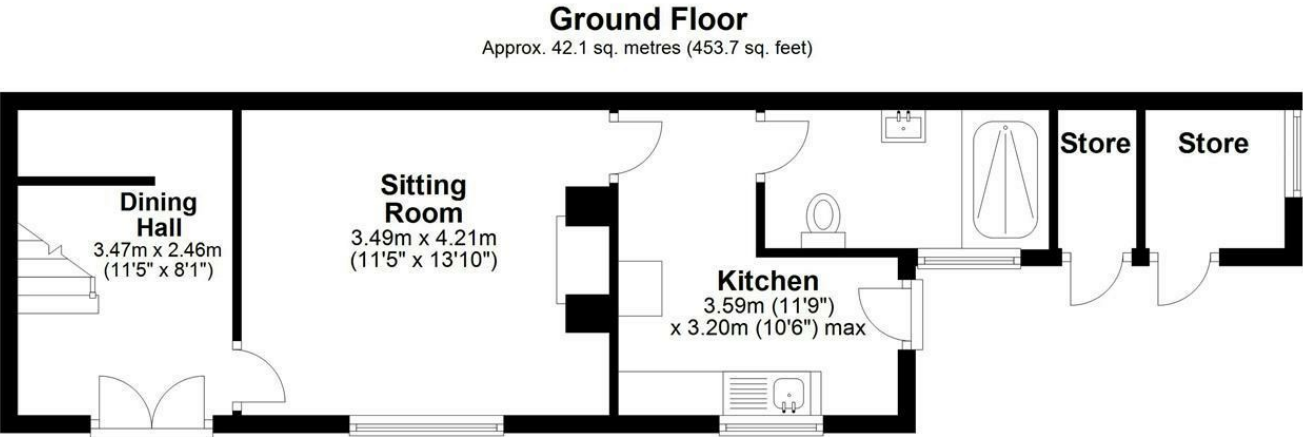 Ground Floor
Approx. 42.1 sq. metres (453.7 sq. feet)
Dining
Hall
3.47m x 2.46m
(11'5" x 8'1")
Sitting
Room
3.49m x 4.21m
(11'5" x 13'10")
Kitchen
3.59m (11'9")
x 3.20m (10'6") max
Store
Store